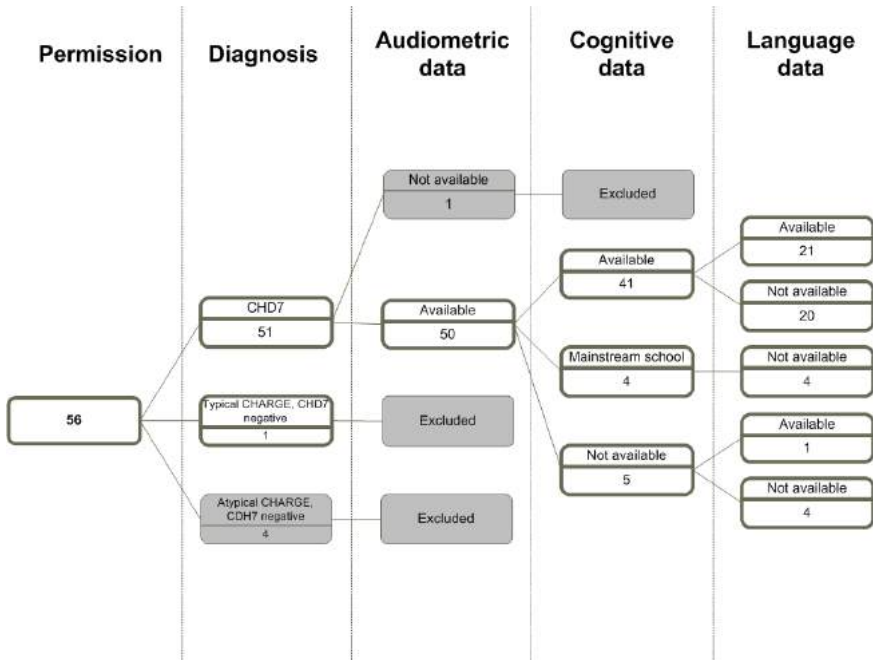 Permission
Diagnosis
Audiometric
data
Cognitive
data
Language
data
Not available
1
Excluded
Available
21
Available
41
Not available
20
CHD7
51
Available
50
Mainstream school
4
Not available
4
56
Typical CHARGE, CHD7
negative
1
Excluded
Not available
5
Available
1
Atypical CHARGE,
CDH7 negative
4
Excluded
Not available
4